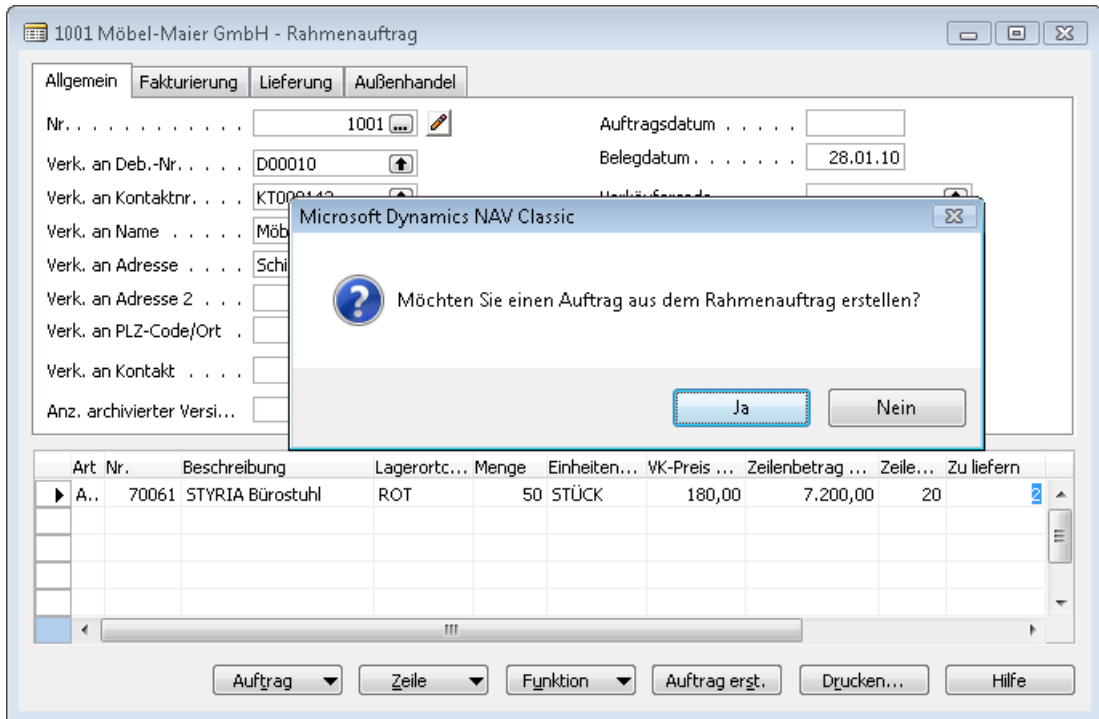 1001 Möbel-Maier GmbH - Rahmenauftrag
Allgemein Fakturierung Lieferung Außenhandel
Nr. . . . . . . . . . . . . 1001 ... Auftragsdatum . . . . .
Verk. an Deb.-Nr. . . . . D00010 Belegdatum . . . . . . . 28.01.10
Verk. an Kontaktnr. . . . KT000142
Microsoft Dynamics NAV Classic
Verk. an Name . . . . . Möb
Verk. an Adresse . . . . Schi
Verk. an Adresse 2 . . .
Möchten Sie einen Auftrag aus dem Rahmenauftrag erstellen?
Verk. an PLZ-Code/Ort .
Verk. an Kontakt . . . .
Anz. archivierter Versi...
Ja Nein
Art Nr. Beschreibung Lagerortc... Menge Einheiten... VK-Preis ... Zeilenbetrag ... Zeile... Zu liefern
A.. 70061 STYRIA Bürostuhl ROT 50 STÜCK 180,00 7.200,00 20 2
Auftrag Zeile Funktion Auftrag erst. Drucken... Hilfe